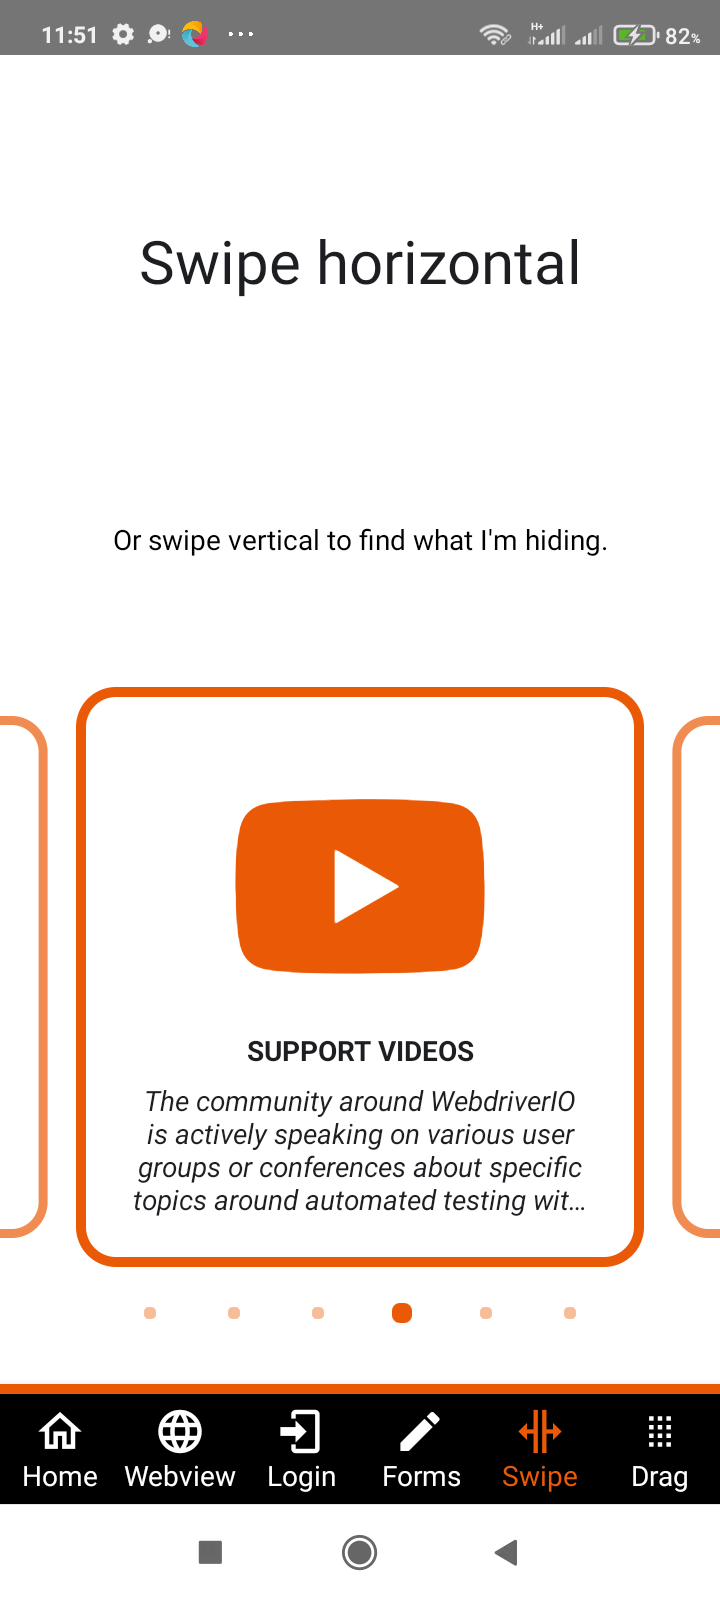 11:51
H+
82%
Swipe horizontal
Or swipe vertical to find what I'm hiding.
SUPPORT VIDEOS
The community around WebdriverIO
is actively speaking on various user
groups or conferences about specific
topics around automated testing wit...
Home Webview Login Forms Swipe Drag